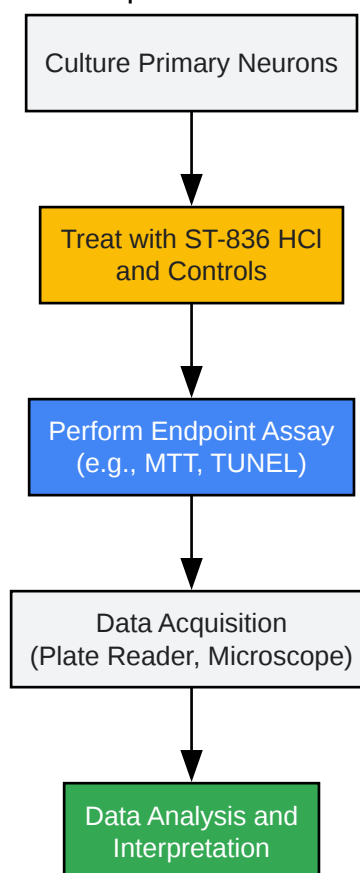 Culture Primary Neurons
Treat with ST-836 HCl
and Controls
Perform Endpoint Assay
(e.g., MTT, TUNEL)
Data Acquisition
(Plate Reader, Microscope)
Data Analysis and
Interpretation